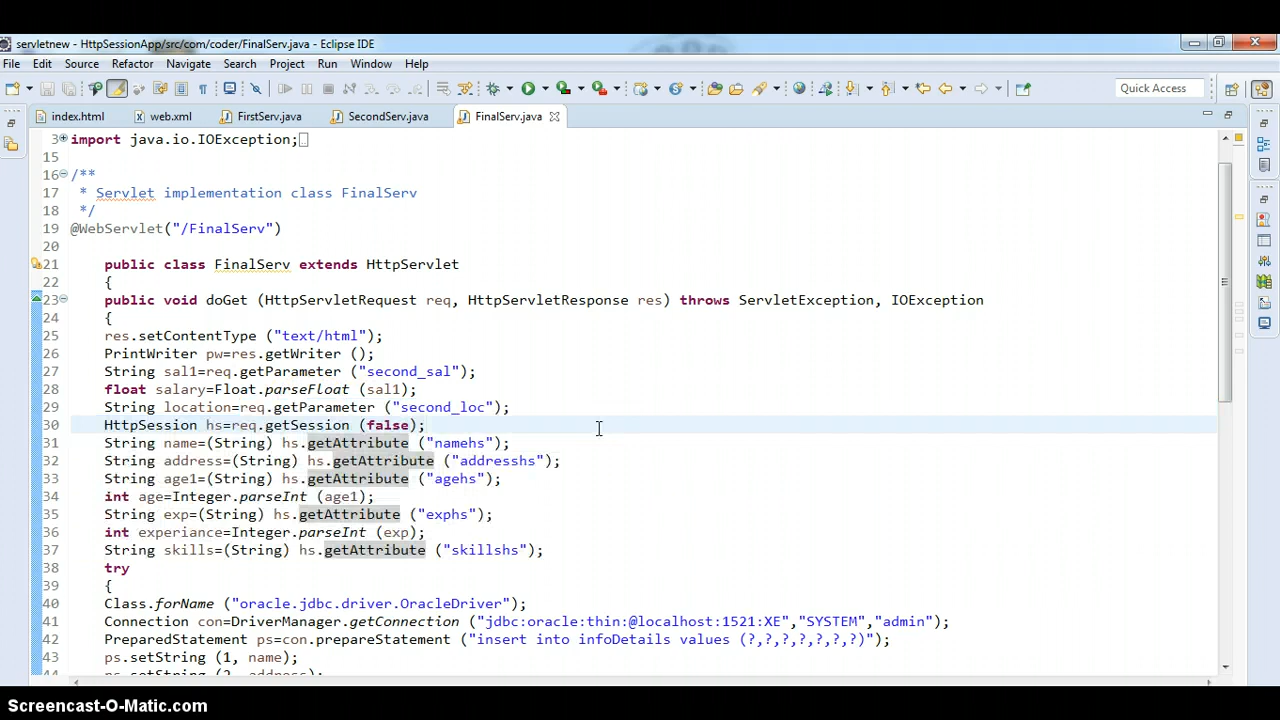 servletnew - HttpSessionApp/src/com/coder/FinalServ.java - Eclipse IDE
File Edit Source Refactor Navigate Search Project Run Window Help
Quick Access
index.html web.xml FirstServ.java SecondServ.java FinalServ.java
3 import java.io.IOException;
15
16 /**
17 * Servlet implementation class FinalServ
18 */
19 @WebServlet("/FinalServ")
20
21 public class FinalServ extends HttpServlet
22 {
23 public void doGet (HttpServletRequest req, HttpServletResponse res) throws ServletException, IOException
24 {
25 res.setContentType ("text/html");
26 PrintWriter pw=res.getWriter ();
27 String sal1=req.getParameter ("second_sal");
28 float salary=Float.parseFloat (sal1);
29 String location=req.getParameter ("second_loc");
30 HttpSession hs=req.getSession (false);
31 String name=(String) hs.getAttribute ("namehs");
32 String address=(String) hs.getAttribute ("addresshs");
33 String age1=(String) hs.getAttribute ("agehs");
34 int age=Integer.parseInt (age1);
35 String exp=(String) hs.getAttribute ("exphs");
36 int experiance=Integer.parseInt (exp);
37 String skills=(String) hs.getAttribute ("skillshs");
38 try
39 {
40 Class.forName ("oracle.jdbc.driver.OracleDriver");
41 Connection con=DriverManager.getConnection ("jdbc:oracle:thin:@localhost:1521:XE","SYSTEM","admin");
42 PreparedStatement ps=con.prepareStatement ("insert into infoDetails values (?,?,?,?,?,?,?)");
43 ps.setString (1, name);
44 ps.setString (2, address);
Screencast-O-Matic.com